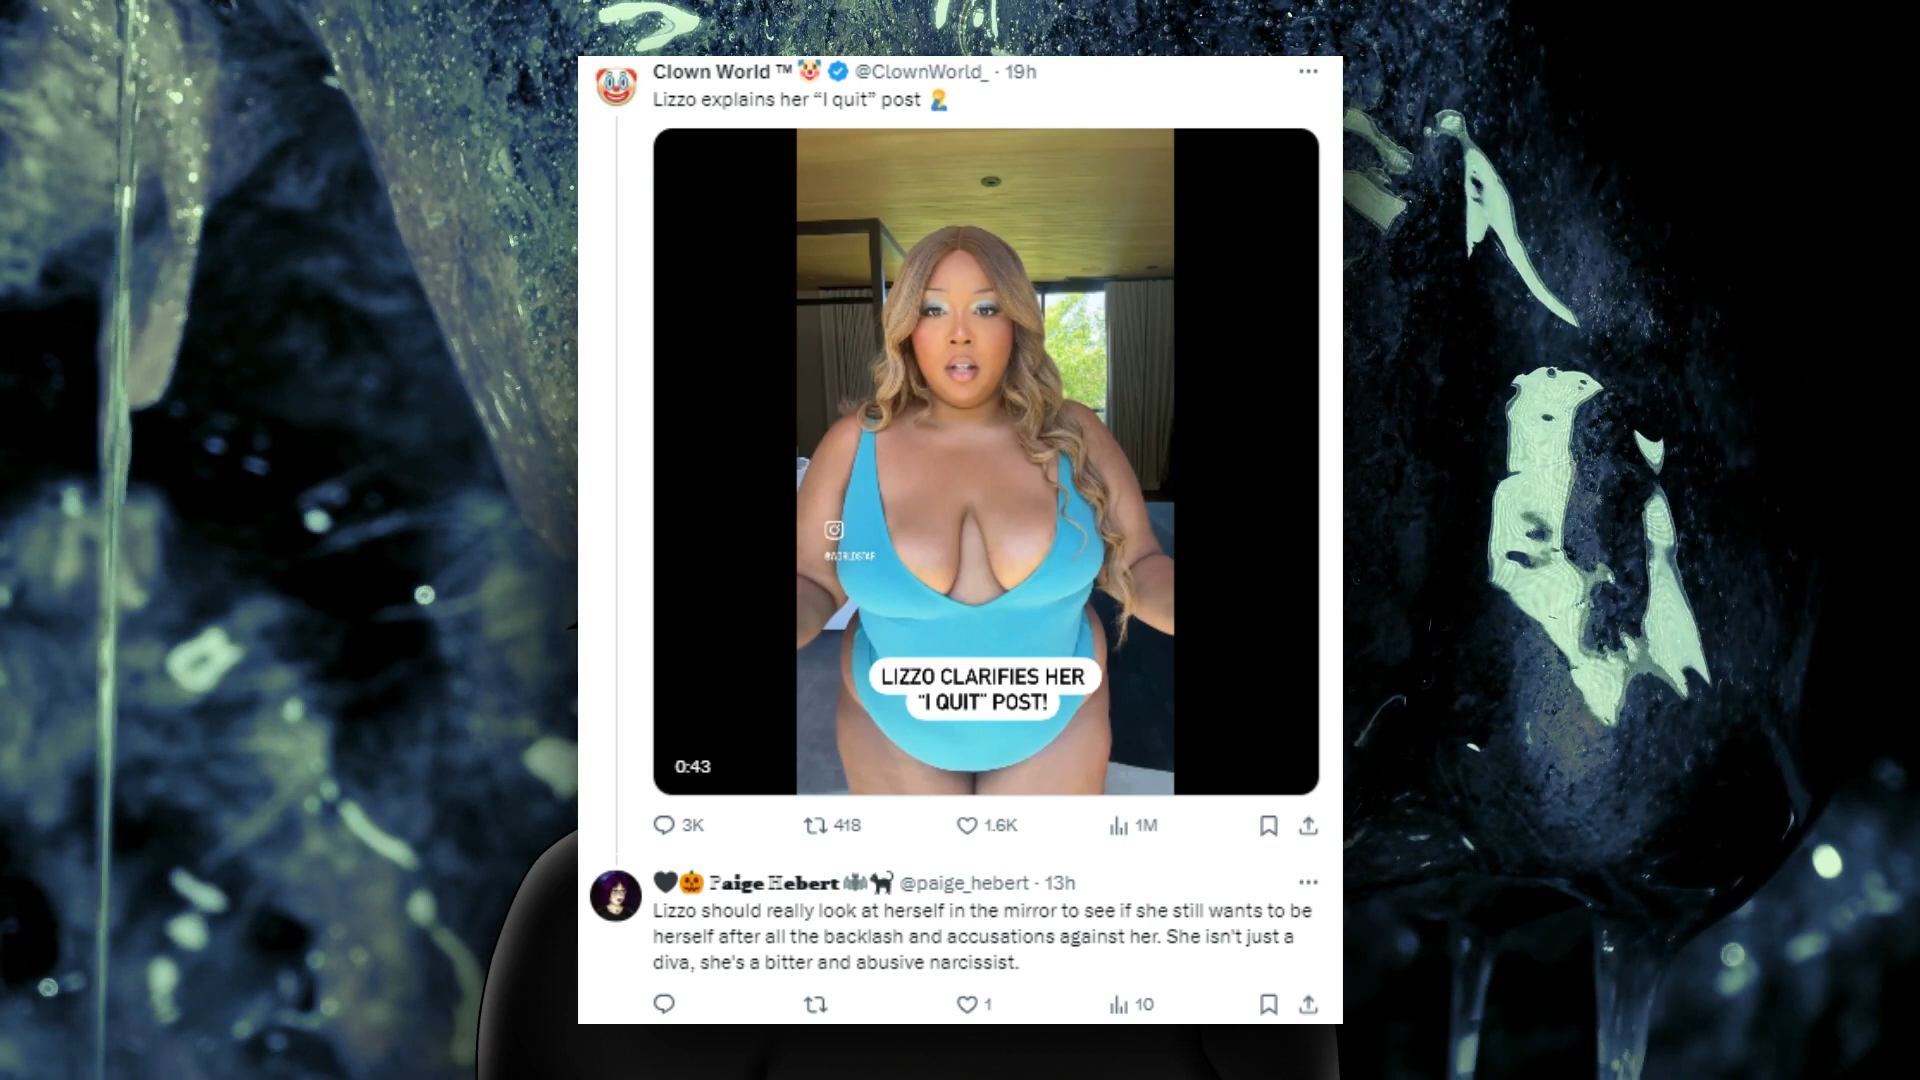 Clown World ™ 🤡 @ClownWorld_ · 19h
Lizzo explains her “I quit” post 🤦‍♂️
@WORLDSTAR
LIZZO CLARIFIES HER
"I QUIT" POST!
0:43
3K 418 1.6K 1M
🖤🎃 ℙ𝖆𝖎𝖌𝖊 ℍ𝖊𝖇𝖊𝖗𝖙 🦇🐈‍⬛ @paige_hebert · 13h
Lizzo should really look at herself in the mirror to see if she still wants to be
herself after all the backlash and accusations against her. She isn't just a
diva, she's a bitter and abusive narcissist.
1 10